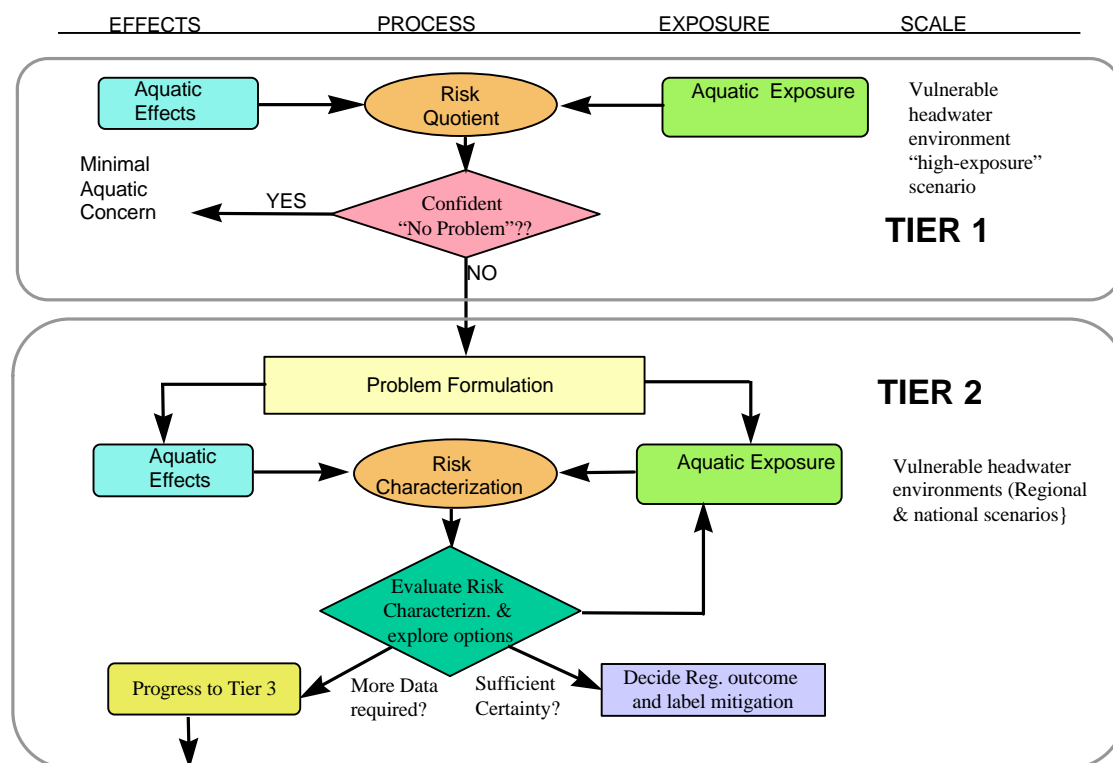 EFFECTS PROCESS EXPOSURE SCALE
Aquatic
Effects
Risk
Quotient
Aquatic Exposure
Vulnerable
headwater
environment
“high-exposure”
scenario
Minimal
Aquatic
Concern
YES
Confident
“No Problem”??
TIER 1
NO
Problem Formulation
TIER 2
Aquatic
Effects
Risk
Characterization
Aquatic Exposure
Vulnerable headwater
environments (Regional
& national scenarios}
Evaluate Risk
Characterizn. &
explore options
Progress to Tier 3
More Data
required?
Sufficient
Certainty?
Decide Reg. outcome
and label mitigation